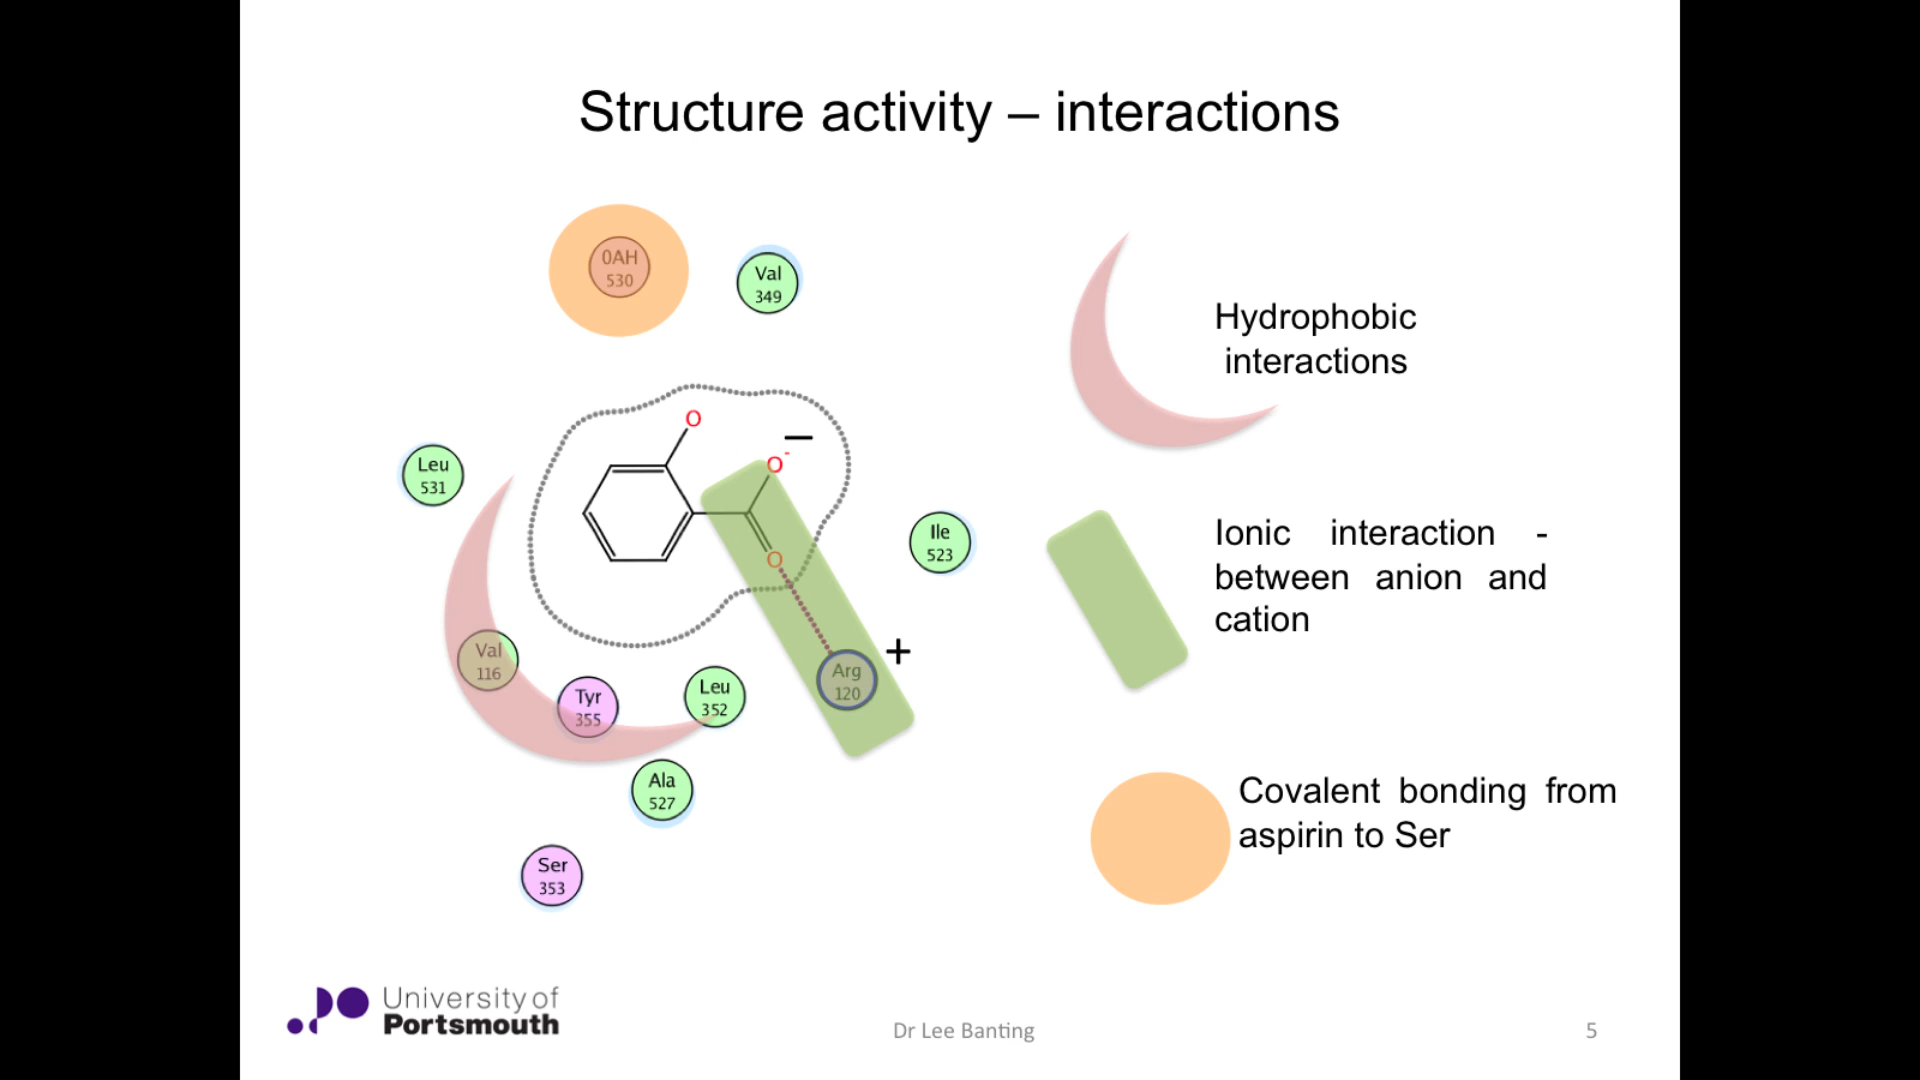 Structure activity – interactions
0AH
530
Val
349
Hydrophobic
interactions
O
–
O-
Leu
531
Ile
523
Ionic interaction -
between anion and
cation
O
+
Val
116
Tyr
355
Leu
352
Arg
120
Ala
527
Covalent bonding from
aspirin to Ser
Ser
353
University of
Portsmouth
Dr Lee Banting
5